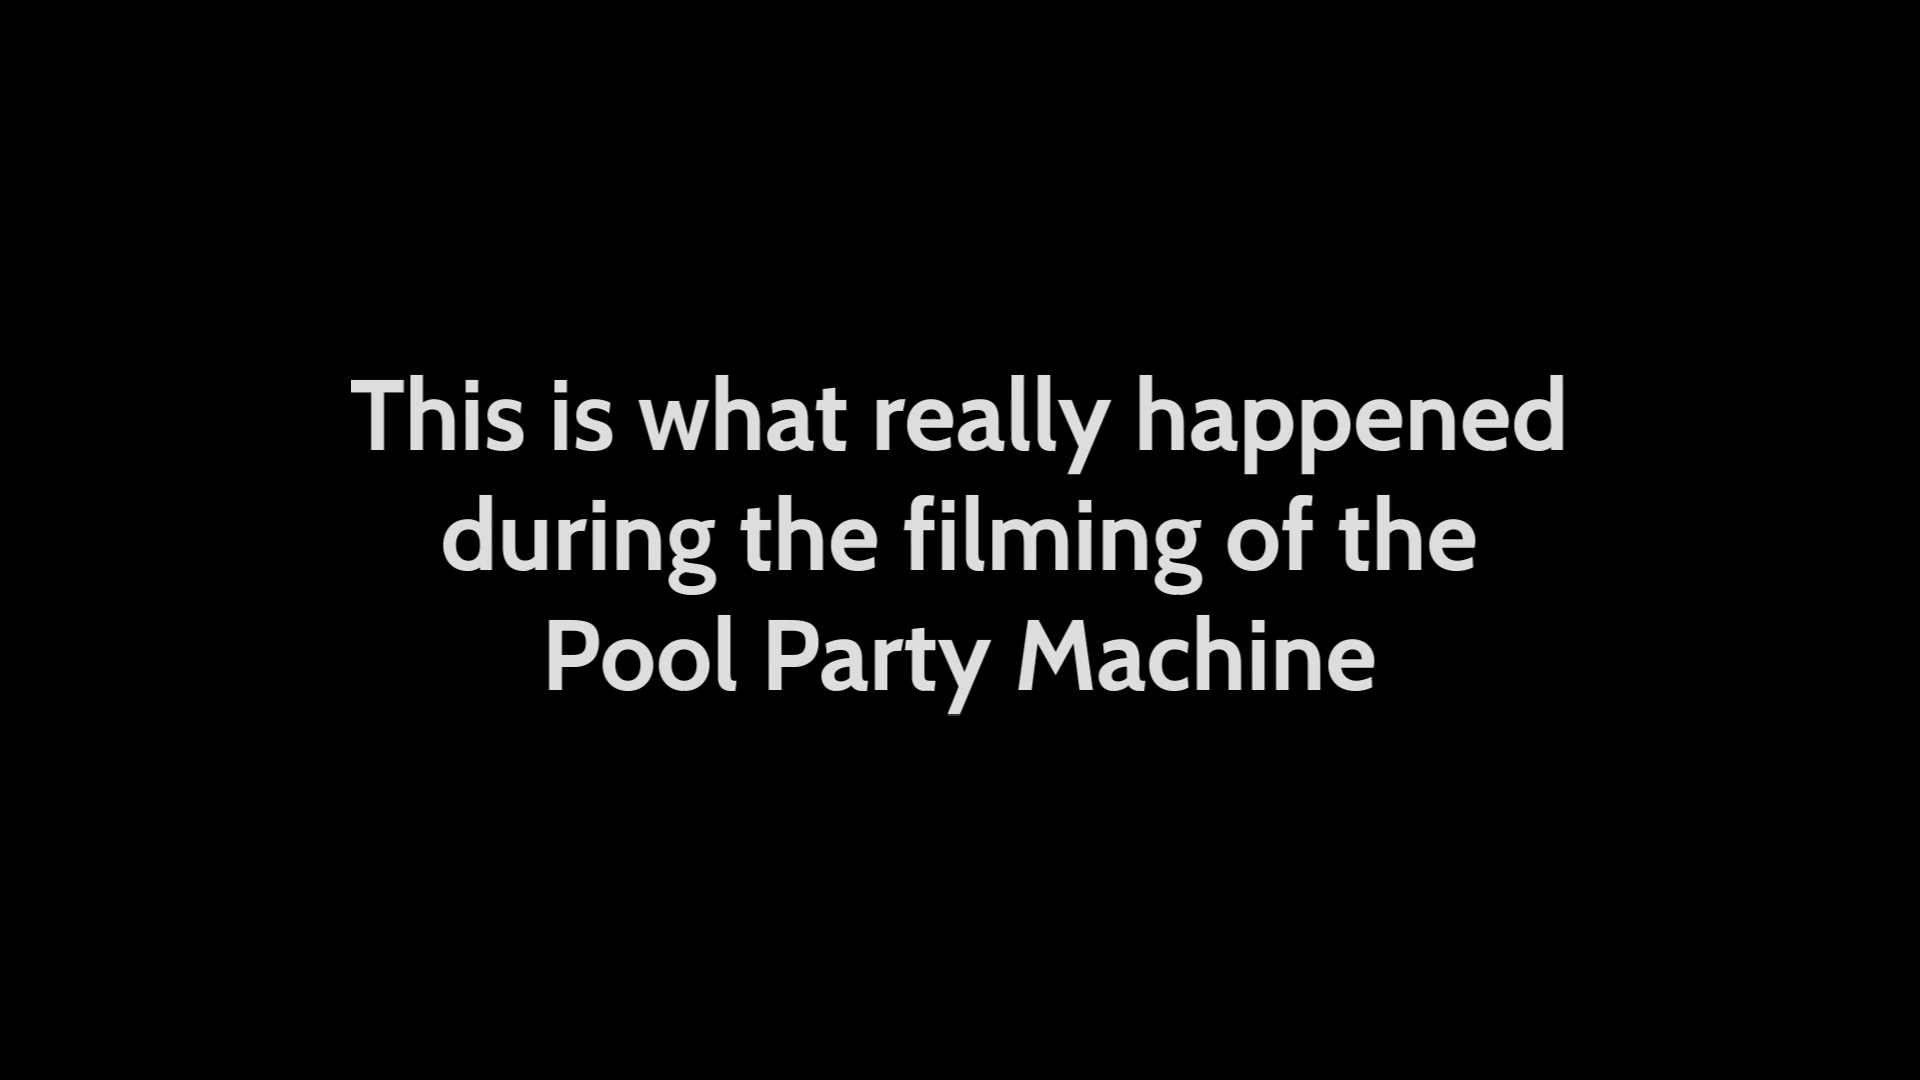 This is what really happened
during the filming of the
Pool Party Machine